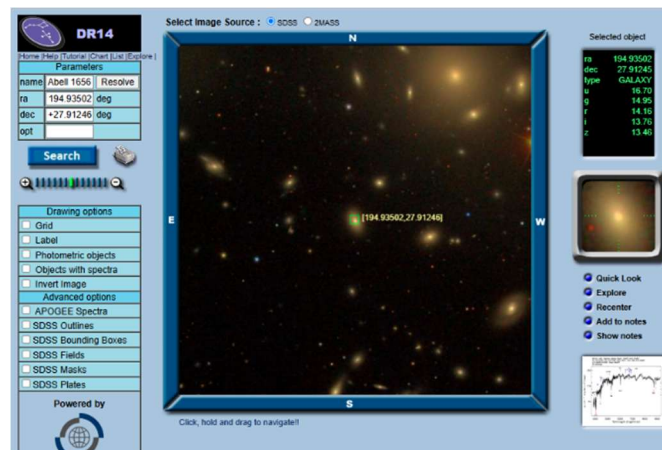 DR14
Home |Help |Tutorial |Chart |List |Explore |
Parameters
name Abell 1656 Resolve
ra 194.93502 deg
dec +27.91246 deg
opt
Search
Drawing options
Grid
Label
Photometric objects
Objects with spectra
Invert Image
Advanced options
APOGEE Spectra
SDSS Outlines
SDSS Bounding Boxes
SDSS Fields
SDSS Masks
SDSS Plates
Powered by
Select Image Source : SDSS 2MASS
N
E
[194.93502,27.91246]
W
S
Click, hold and drag to navigate!!
Selected object
ra 194.93502
dec 27.91245
type GALAXY
u 16.70
g 14.95
r 14.16
i 13.76
z 13.46
Quick Look
Explore
Recenter
Add to notes
Show notes